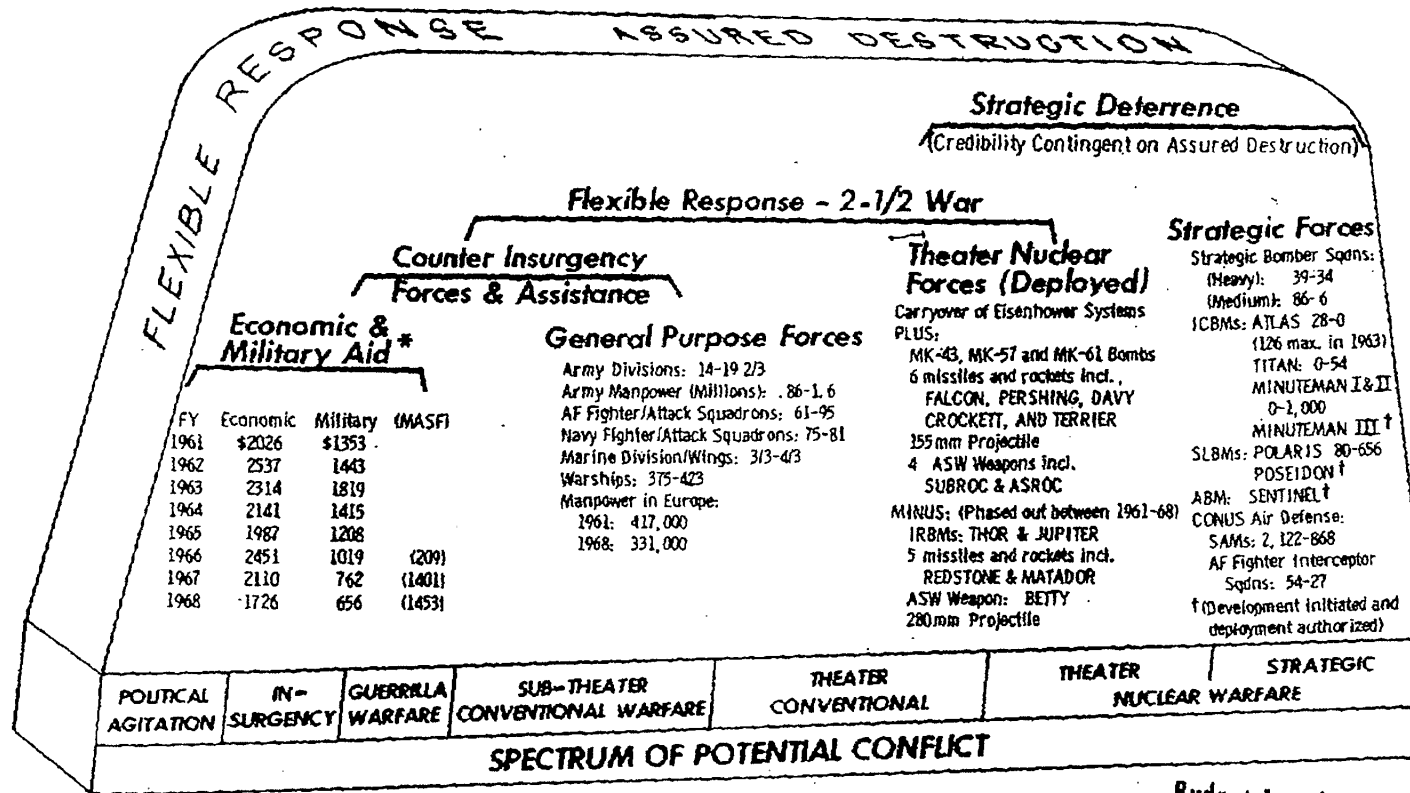 FLEXIBLE RESPONSE ASSURED DESTRUCTION
Strategic Deterrence
(Credibility Contingent on Assured Destruction)
Flexible Response - 2-1/2 War
Counter Insurgency
Forces & Assistance
Economic &
Military Aid*
FY Economic Military (MASF)
1961 $2026 $1353
1962 2537 1443
1963 2314 1819
1964 2141 1415
1965 1987 1208
1966 2451 1019 (209)
1967 2110 762 (1401)
1968 1726 656 (1453)
General Purpose Forces
Army Divisions: 14-19 2/3
Army Manpower (Millions): .86-1.6
AF Fighter/Attack Squadrons: 61-95
Navy Fighter/Attack Squadrons: 75-81
Marine Division/Wings: 3/3-4/3
Warships: 375-423
Manpower in Europe:
1961: 417,000
1968: 331,000
Theater Nuclear
Forces (Deployed)
Carryover of Eisenhower Systems
PLUS:
MK-43, MK-57 and MK-61 Bombs
6 missiles and rockets incl.,
FALCON, PERSHING, DAVY
CROCKETT, AND TERRIER
155mm Projectile
4 ASW Weapons incl.
SUBROC & ASROC
MINUS: (Phased out between 1961-68)
IRBMs: THOR & JUPITER
5 missiles and rockets incl.
REDSTONE & MATADOR
ASW Weapon: BETTY
280mm Projectile
Strategic Forces
Strategic Bomber Sqdns:
(Heavy): 39-34
(Medium): 86-6
ICBMs: ATLAS 28-0
(126 max. in 1963)
TITAN: 0-54
MINUTEMAN I & II
0-1,000
MINUTEMAN III †
SLBMs: POLARIS 80-656
POSEIDON †
ABM: SENTINEL †
CONUS Air Defense:
SAMs: 2,122-868
AF Fighter Interceptor
Sqdns: 54-27
† (Development initiated and
deployment authorized)
POLITICAL
AGITATION
IN-
SURGENCY
GUERRILLA
WARFARE
SUB-THEATER
CONVENTIONAL WARFARE
THEATER
CONVENTIONAL
THEATER STRATEGIC
NUCLEAR WARFARE
SPECTRUM OF POTENTIAL CONFLICT